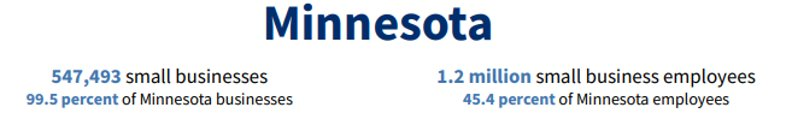 Minnesota
547,493 small businesses
99.5 percent of Minnesota businesses
1.2 million small business employees
45.4 percent of Minnesota employees